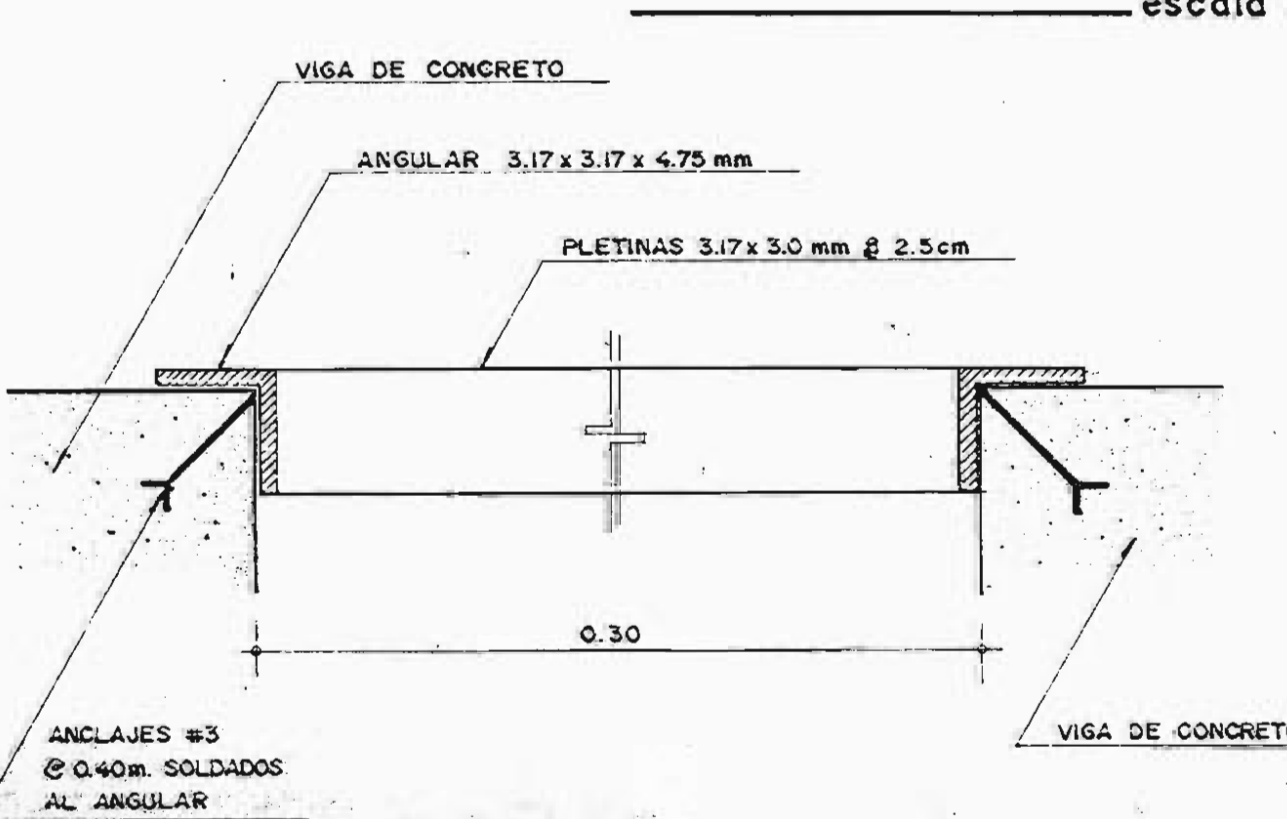 escala
VIGA DE CONCRETO
ANGULAR 3.17 x 3.17 x 4.75 mm
PLETINAS 3.17 x 3.0 mm @ 2.5 cm
0.30
ANCLAJES #3
@ 0.40m. SOLDADOS
AL ANGULAR
VIGA DE CONCRETO